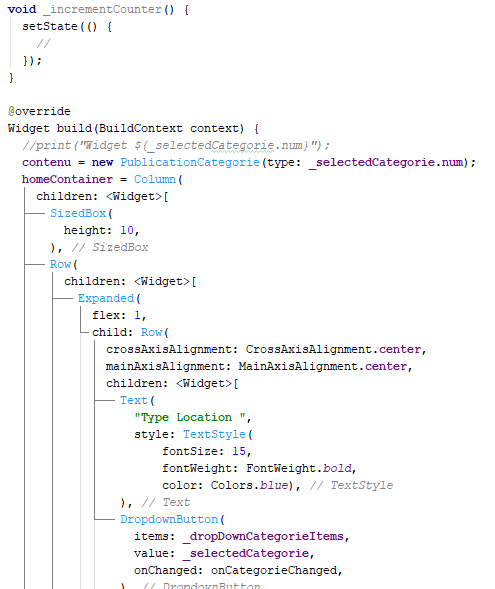 void _incrementCounter() {
  setState(() {
    //
  });
}

@override
Widget build(BuildContext context) {
  //print("Widget ${_selectedCategorie.num}");
  contenu = new PublicationCategorie(type: _selectedCategorie.num);
  homeContainer = Column(
    children: <Widget>[
      SizedBox(
        height: 10,
      ), // SizedBox
      Row(
        children: <Widget>[
          Expanded(
            flex: 1,
            child: Row(
              crossAxisAlignment: CrossAxisAlignment.center,
              mainAxisAlignment: MainAxisAlignment.center,
              children: <Widget>[
                Text(
                  "Type Location ",
                  style: TextStyle(
                      fontSize: 15,
                      fontWeight: FontWeight.bold,
                      color: Colors.blue), // TextStyle
                ), // Text
                DropdownButton(
                  items: _dropDownCategorieItems,
                  value: _selectedCategorie,
                  onChanged: onCategorieChanged,
                ), // DropdownButton